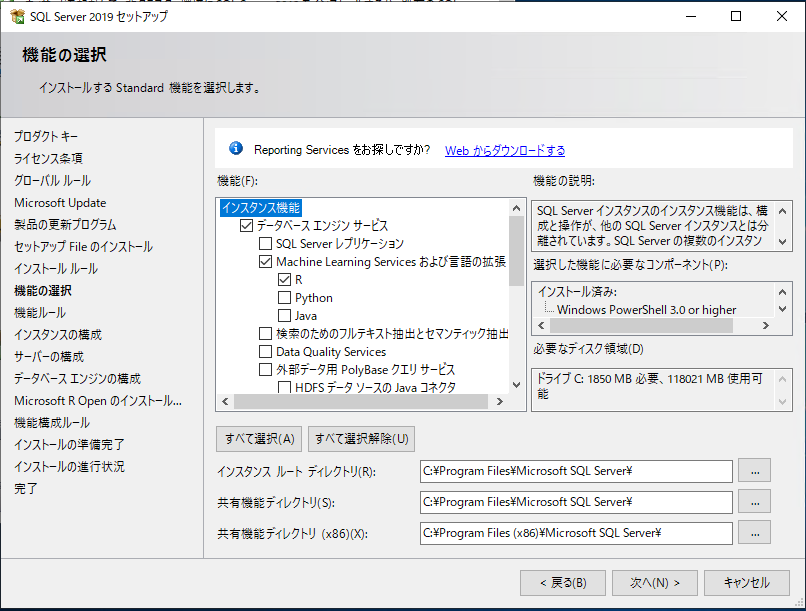 SQL Server 2019 セットアップ
機能の選択
インストールする Standard 機能を選択します。
プロダクト キー
ライセンス条項
グローバル ルール
Microsoft Update
製品の更新プログラム
セットアップ File のインストール
インストール ルール
機能の選択
機能ルール
インスタンスの構成
サーバーの構成
データベース エンジンの構成
Microsoft R Open のインストール...
機能構成ルール
インストールの準備完了
インストールの進行状況
完了
Reporting Services をお探しですか? Web からダウンロードする
機能(F):
インスタンス機能
データベース エンジン サービス
SQL Server レプリケーション
Machine Learning Services および言語の拡張
R
Python
Java
検索のためのフルテキスト抽出とセマンティック抽出
Data Quality Services
外部データ用 PolyBase クエリ サービス
HDFS データ ソースの Java コネクタ
機能の説明:
SQL Server インスタンスのインスタンス機能は、構
成と操作が、他の SQL Server インスタンスとは分
離されています。SQL Server の複数のインスタン
選択した機能に必要なコンポーネント(P):
インストール済み:
Windows PowerShell 3.0 or higher
必要なディスク領域(D)
ドライブ C: 1850 MB 必要、118021 MB 使用可
能
すべて選択(A) すべて選択解除(U)
インスタンス ルート ディレクトリ(R): C:¥Program Files¥Microsoft SQL Server¥ ...
共有機能ディレクトリ(S): C:¥Program Files¥Microsoft SQL Server¥ ...
共有機能ディレクトリ (x86)(X): C:¥Program Files (x86)¥Microsoft SQL Server¥ ...
< 戻る(B) 次へ(N) > キャンセル